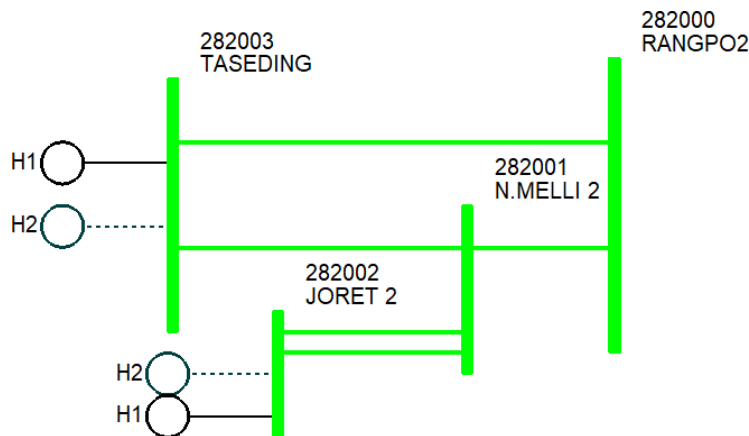 282000
RANGPO2
282003
TASEDING
H1
282001
N.MELLI 2
H2
282002
JORET 2
H2
H1